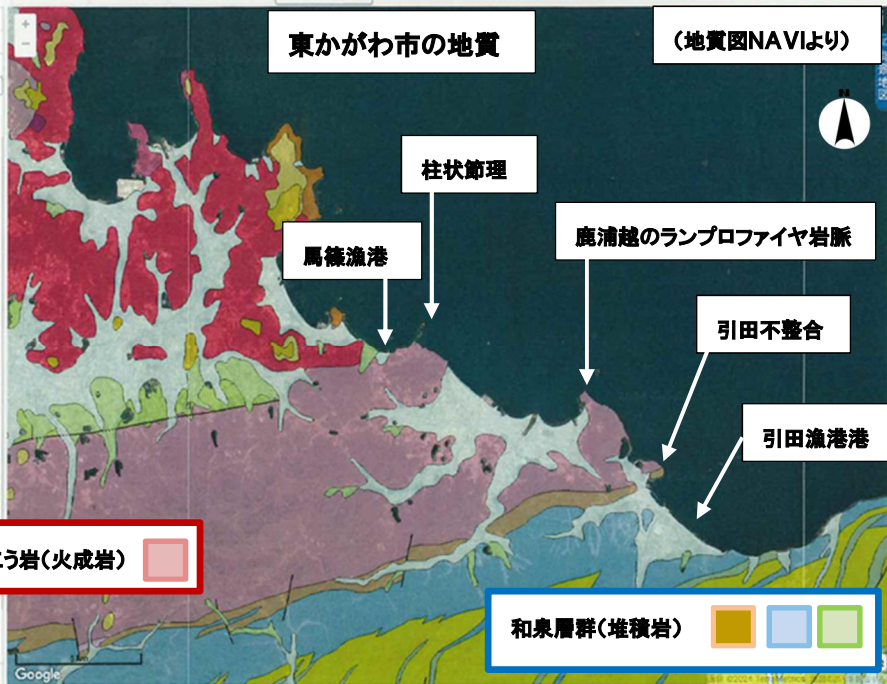 東かがわ市の地質
(地質図NAVIより)
N
柱状節理
馬篠漁港
鹿浦越のランプロファイヤ岩脈
引田不整合
引田漁港港
こう岩(火成岩)
和泉層群(堆積岩)
Google